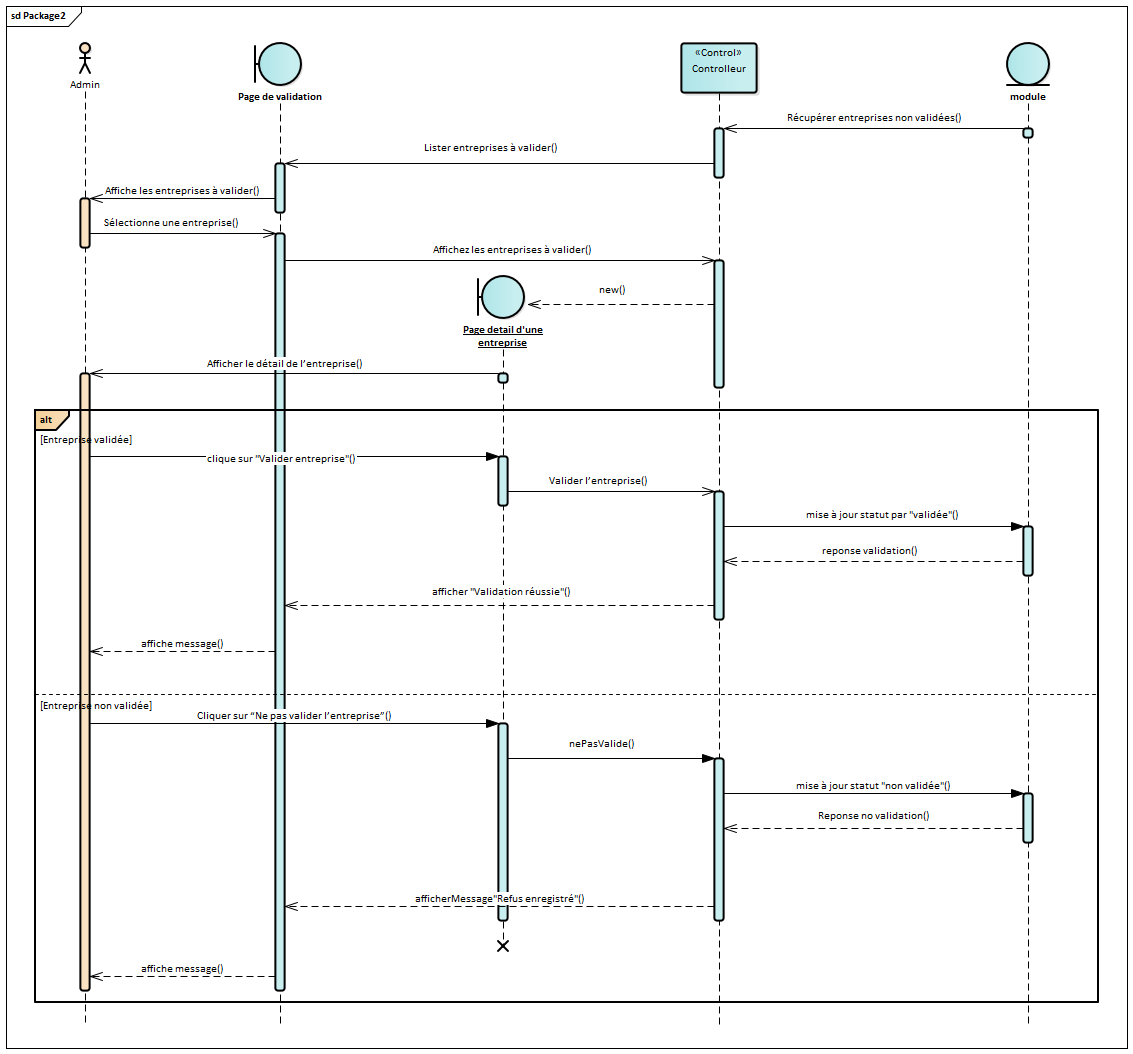 sd Package2
Admin
Page de validation
«Control»
Controlleur
module
Récupérer entreprises non validées()
Lister entreprises à valider()
Affiche les entreprises à valider()
Sélectionne une entreprise()
Affichez les entreprises à valider()
new()
Page detail d'une
entreprise
Afficher le détail de l’entreprise()
alt
[Entreprise validée]
clique sur "Valider entreprise"()
Valider l’entreprise()
mise à jour statut par "validée"()
reponse validation()
afficher "Validation réussie"()
affiche message()
[Entreprise non validée]
Cliquer sur “Ne pas valider l’entreprise”()
nePasValide()
mise à jour statut "non validée"()
Reponse no validation()
afficherMessage"Refus enregistré"()
affiche message()